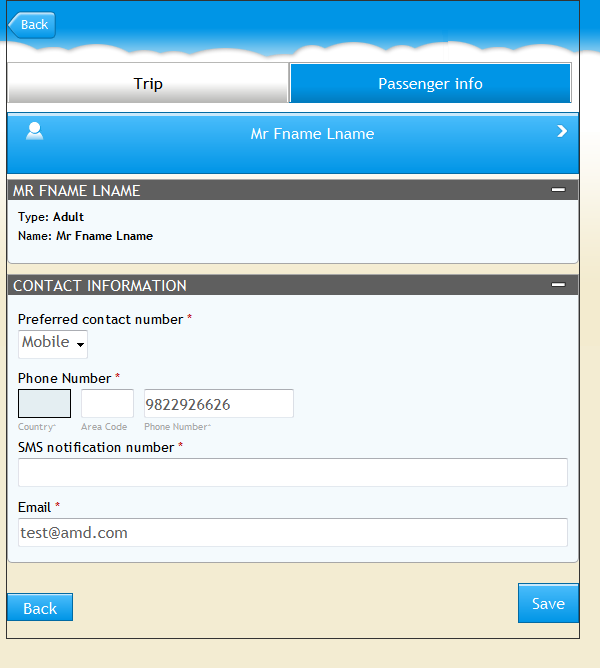 Back
Trip
Passenger info
Mr Fname Lname
MR FNAME LNAME
Type: Adult
Name: Mr Fname Lname
CONTACT INFORMATION
Preferred contact number *
Mobile
Phone Number *
9822926626
Country* Area Code Phone Number*
SMS notification number *
Email *
test@amd.com
Back
Save